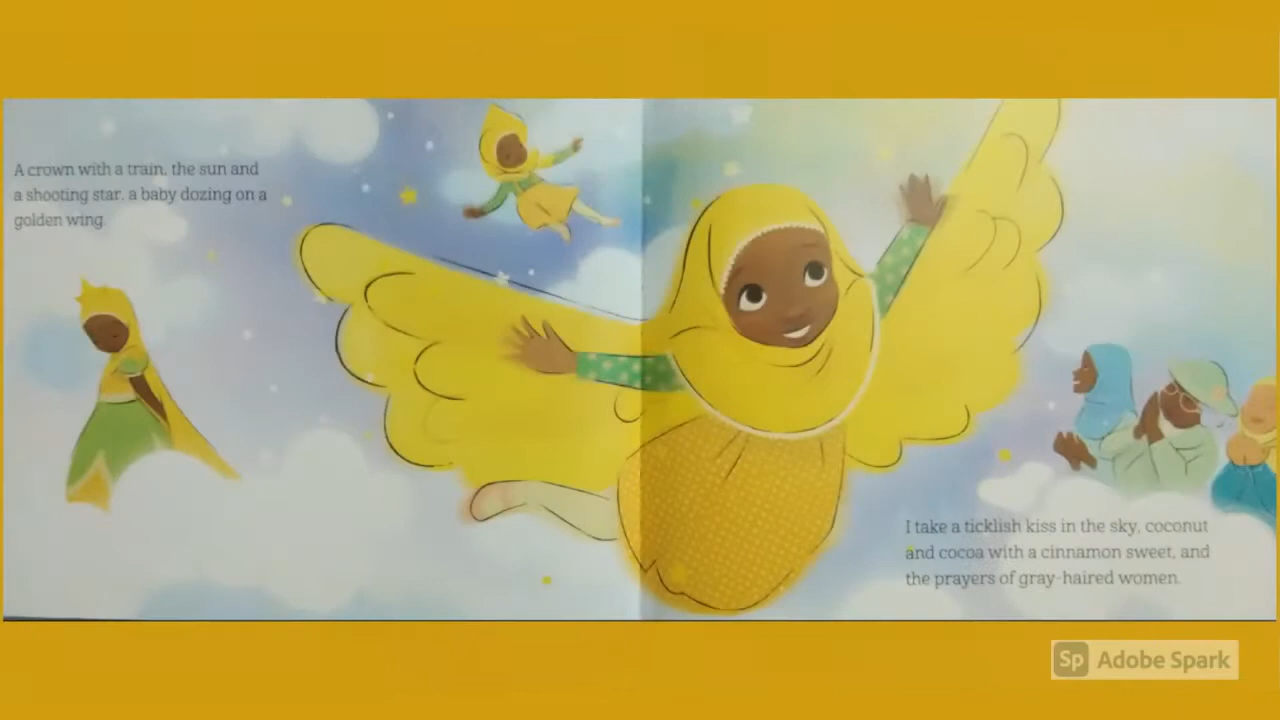 A crown with a train, the sun and
a shooting star, a baby dozing on a
golden wing.
I take a ticklish kiss in the sky, coconut
and cocoa with a cinnamon sweet, and
the prayers of gray-haired women.
Sp Adobe Spark